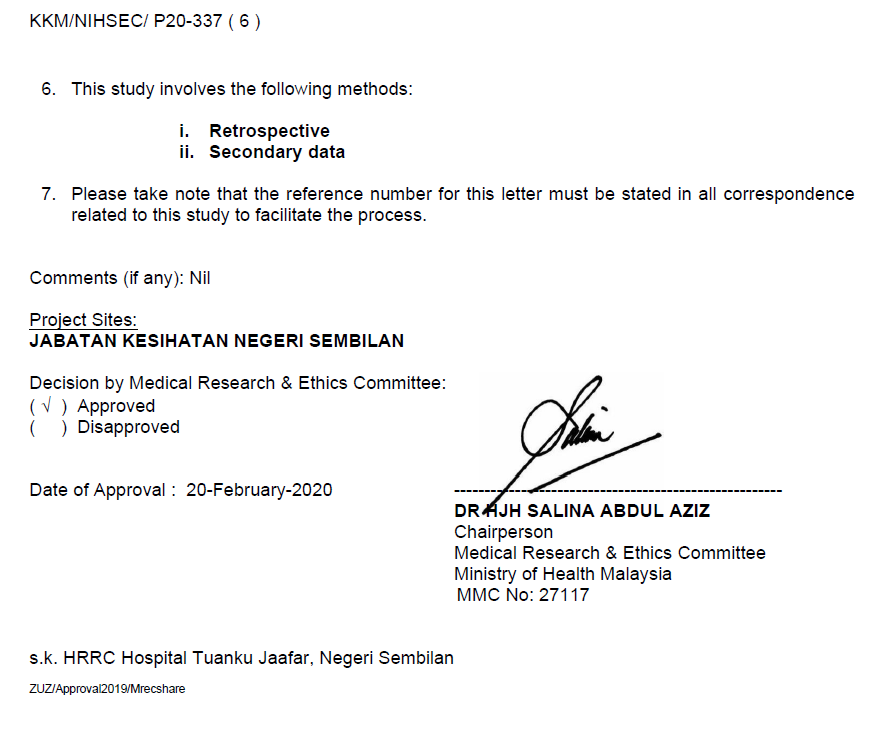 KKM/NIHSEC/ P20-337 ( 6 )
6. This study involves the following methods:
i. Retrospective
ii. Secondary data
7. Please take note that the reference number for this letter must be stated in all correspondence
related to this study to facilitate the process.
Comments (if any): Nil
Project Sites:
JABATAN KESIHATAN NEGERI SEMBILAN
Decision by Medical Research & Ethics Committee:
( √ ) Approved
( ) Disapproved
Date of Approval : 20-February-2020
------------------------------------------------------------
DR HJH SALINA ABDUL AZIZ
Chairperson
Medical Research & Ethics Committee
Ministry of Health Malaysia
MMC No: 27117
s.k. HRRC Hospital Tuanku Jaafar, Negeri Sembilan
ZUZ/Approval2019/Mrecshare